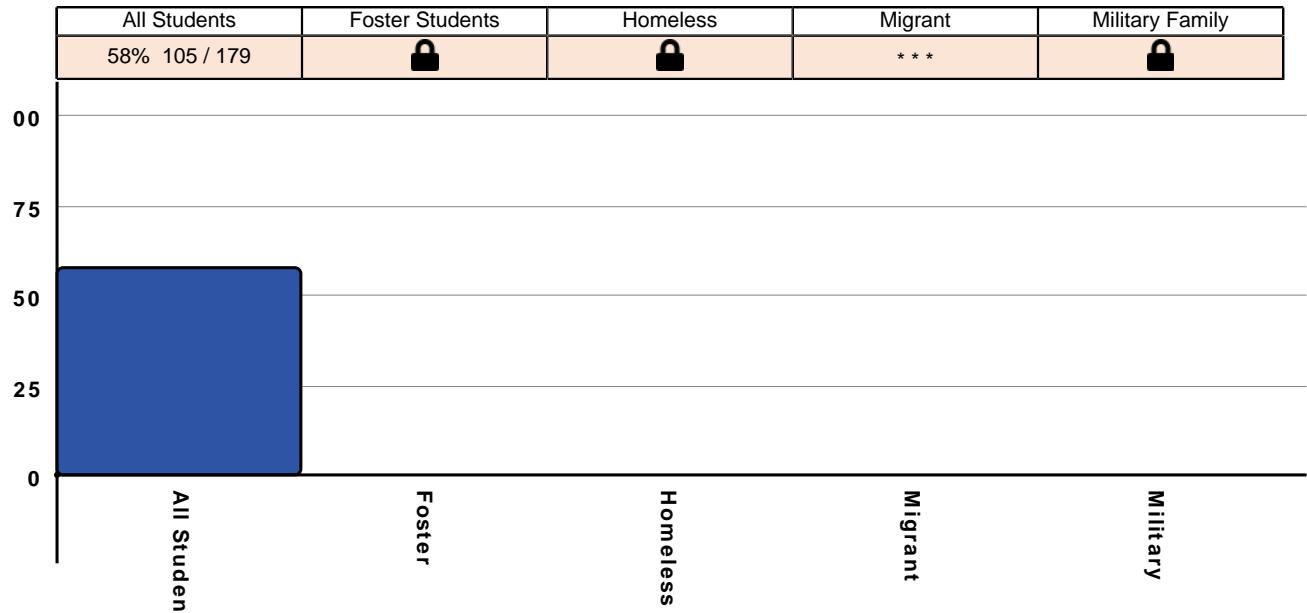 All Students Foster Students Homeless Migrant Military Family
58% 105 / 179 * * *
00
75
50
25
0
All Studen
Foster
Homeless
Migrant
Military